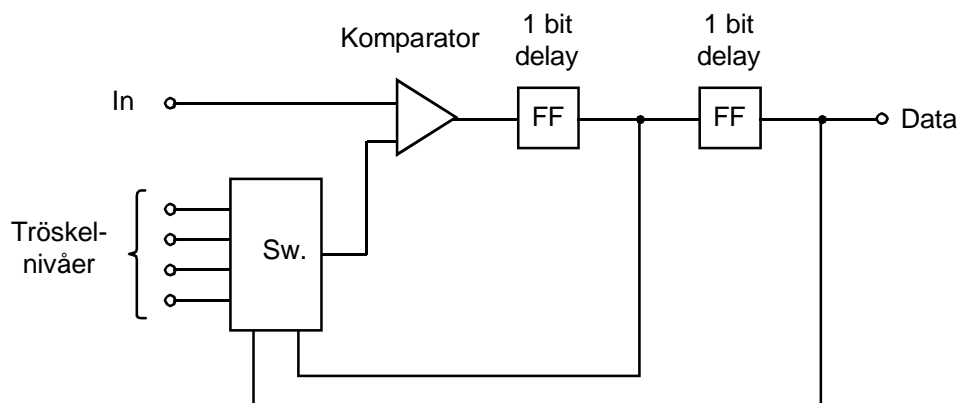 Komparator
1 bit
delay
1 bit
delay
In
FF
FF
Data
Tröskel-
nivåer
Sw.